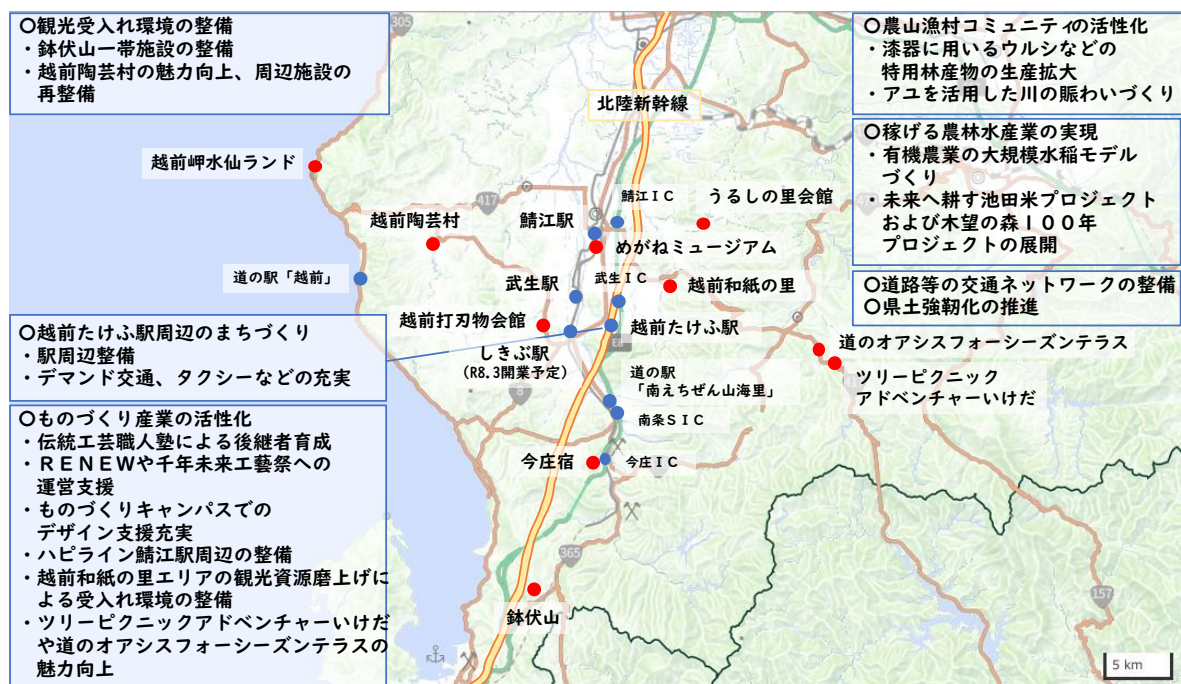 〇観光受入れ環境の整備
・鉢伏山一帯施設の整備
・越前陶芸村の魅力向上、周辺施設の
再整備
〇越前たけふ駅周辺のまちづくり
・駅周辺整備
・デマンド交通、タクシーなどの充実
〇ものづくり産業の活性化
・伝統工芸職人塾による後継者育成
・ＲＥＮＥＷや千年未来工藝祭への
運営支援
・ものづくりキャンパスでの
デザイン支援充実
・ハピライン鯖江駅周辺の整備
・越前和紙の里エリアの観光資源磨上げに
よる受入れ環境の整備
・ツリーピクニックアドベンチャーいけだ
や道のオアシスフォーシーズンテラスの
魅力向上
〇農山漁村コミュニティの活性化
・漆器に用いるウルシなどの
特用林産物の生産拡大
・アユを活用した川の賑わいづくり
〇稼げる農林水産業の実現
・有機農業の大規模水稲モデル
づくり
・未来へ耕す池田米プロジェクト
および木望の森１００年
プロジェクトの展開
〇道路等の交通ネットワークの整備
〇県土強靭化の推進
305
北陸新幹線
越前岬水仙ランド
417
鯖江ＩＣ
うるしの里会館
越前陶芸村
鯖江駅
めがねミュージアム
道の駅「越前」
武生駅
武生ＩＣ
越前和紙の里
越前打刃物会館
越前たけふ駅
E8
しきぶ駅
(R8.3開業予定)
道のオアシスフォーシーズンテラス
ツリーピクニック
アドベンチャーいけだ
道の駅
「南えちぜん山海里」
8
南条ＳＩＣ
今庄宿
今庄ＩＣ
365
鉢伏山
157
5 km